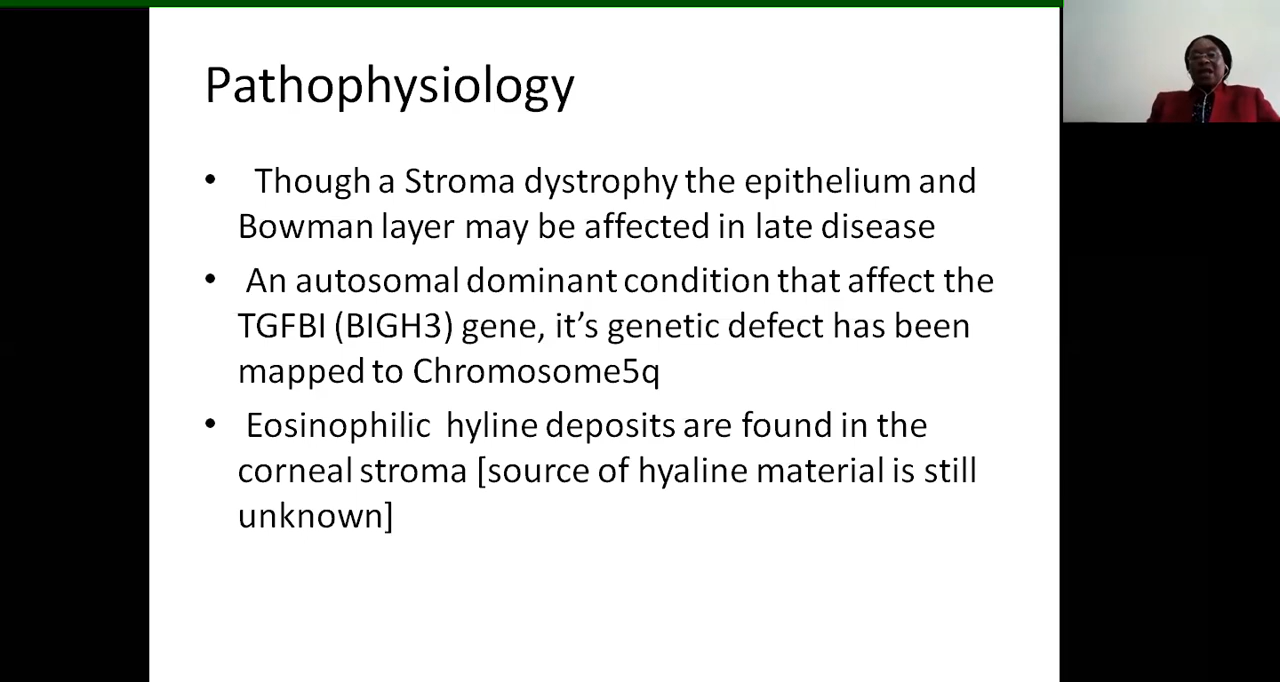 Pathophysiology
• Though a Stroma dystrophy the epithelium and
Bowman layer may be affected in late disease
• An autosomal dominant condition that affect the
TGFBI (BIGH3) gene, it’s genetic defect has been
mapped to Chromosome5q
• Eosinophilic hyline deposits are found in the
corneal stroma [source of hyaline material is still
unknown]